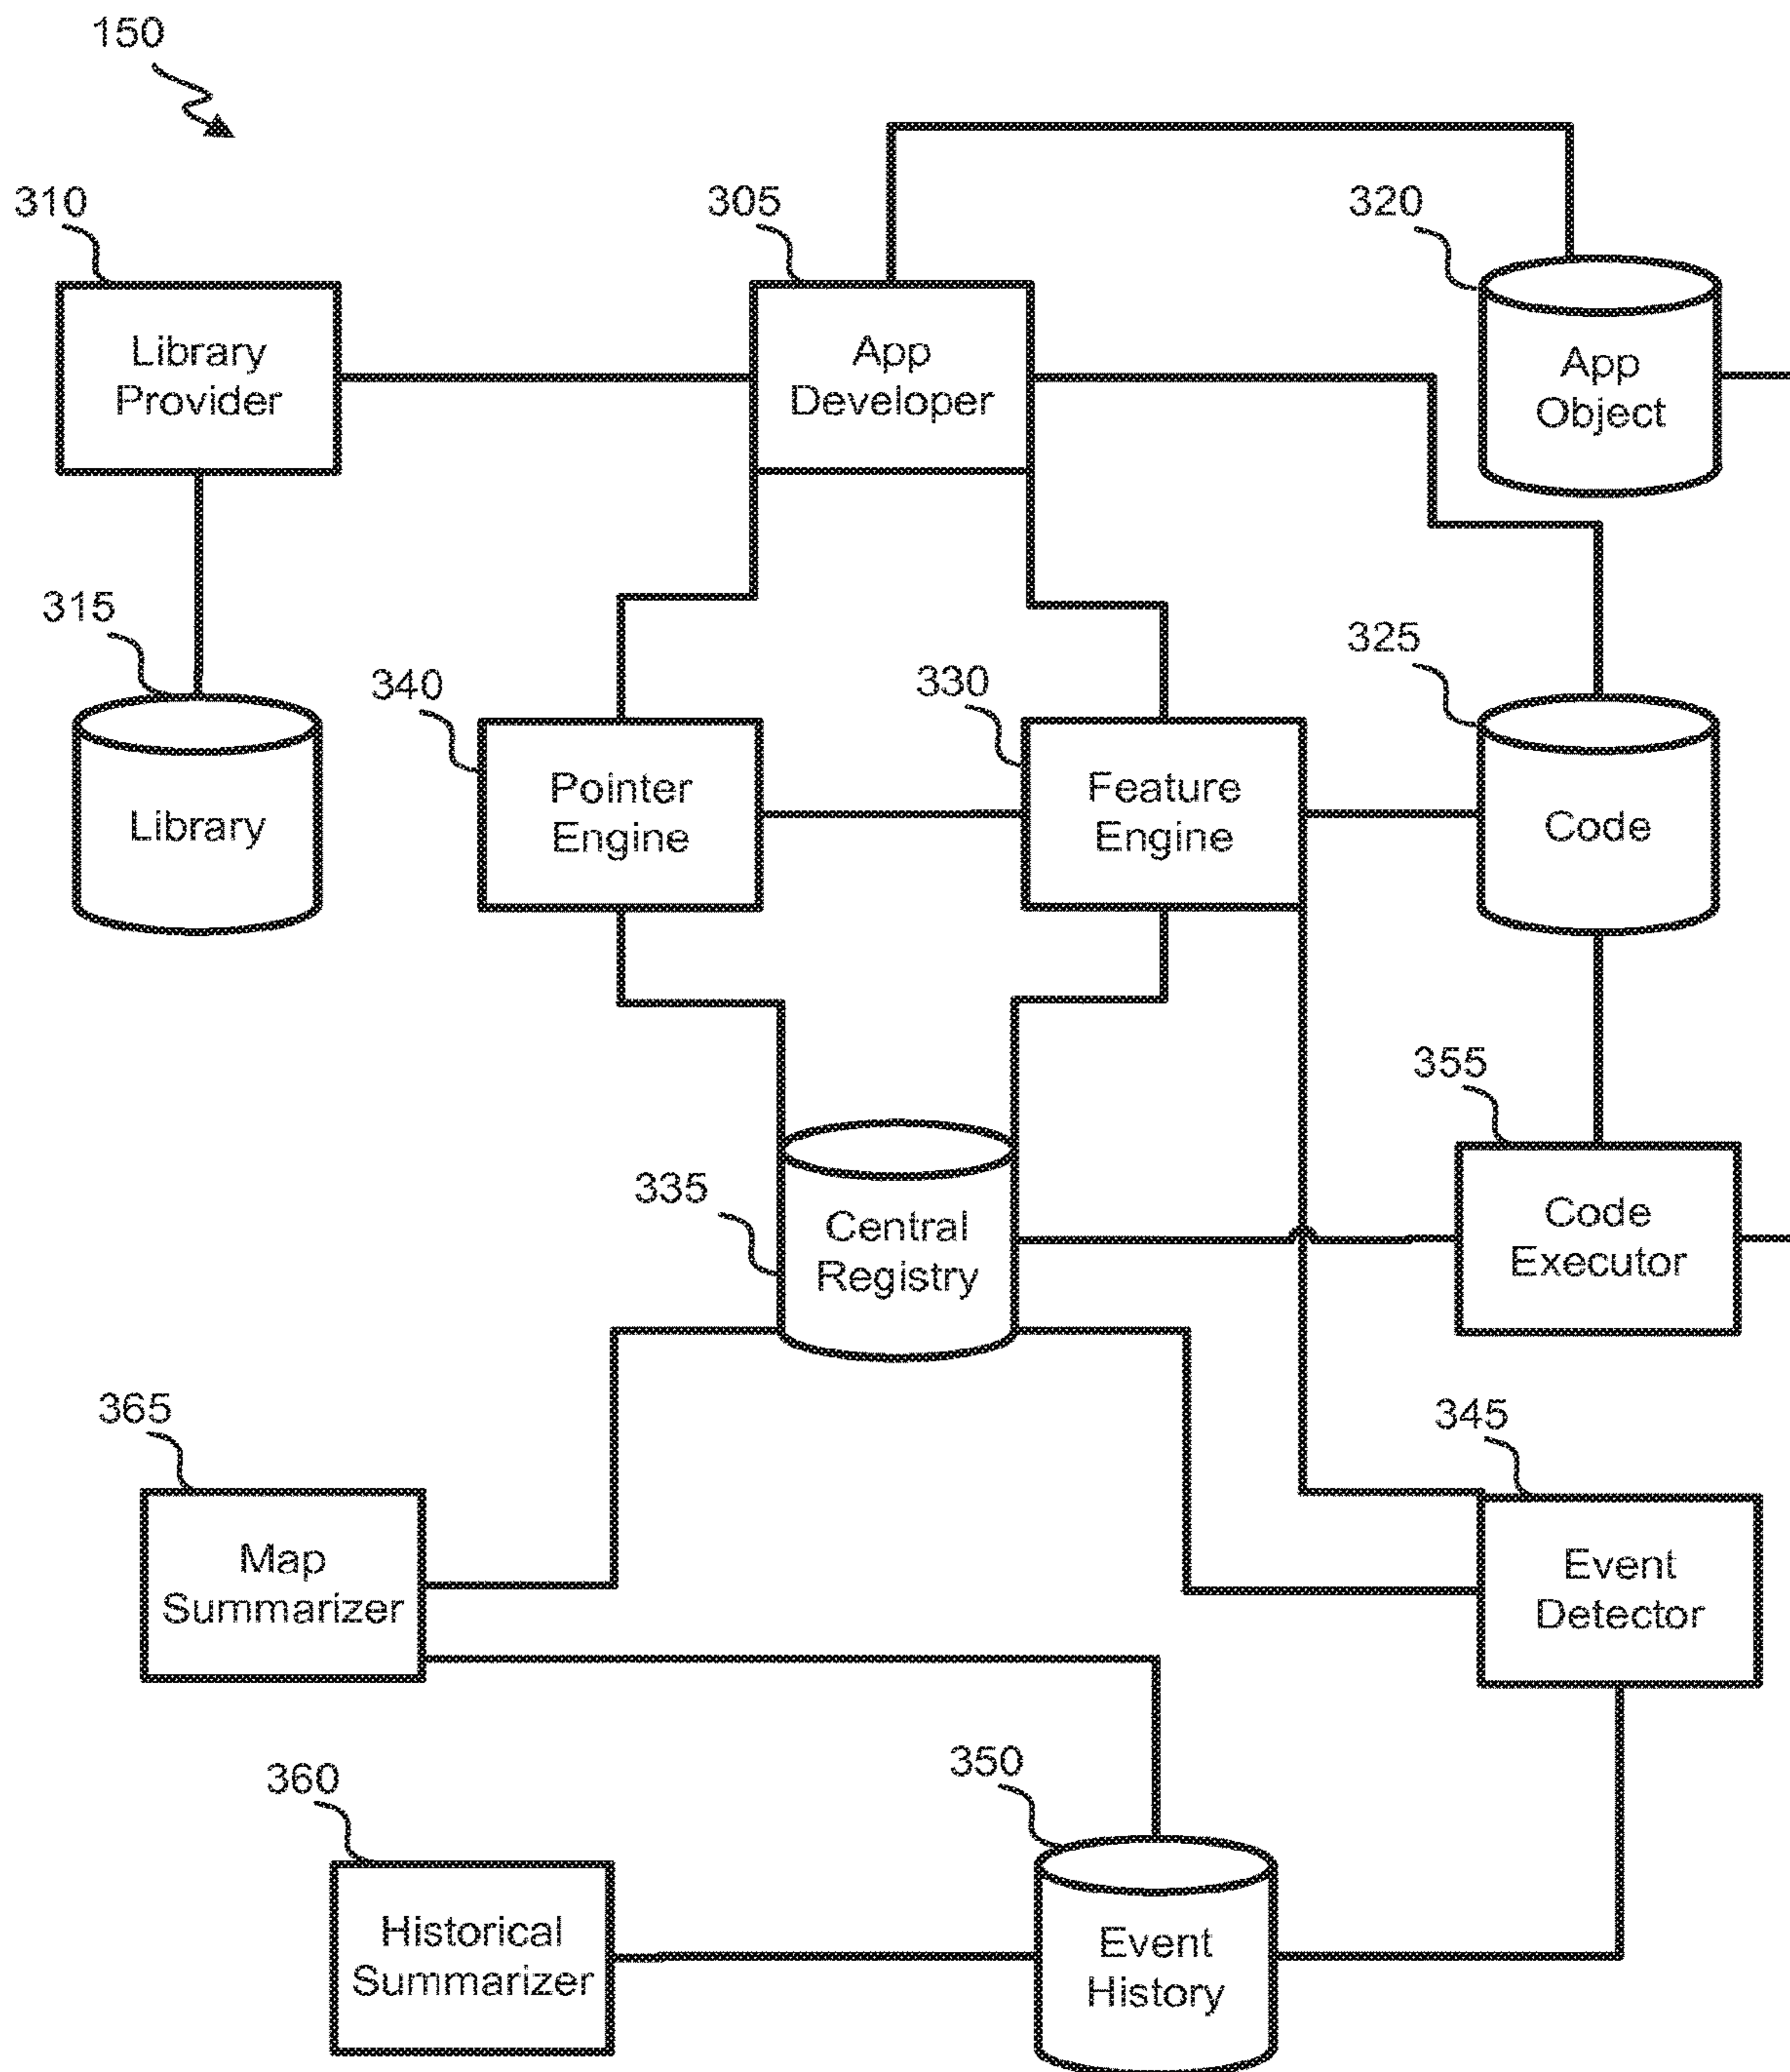 150
310
305
320
Library
Provider
App
Developer
App
Object
315
340
330
325
Library
Pointer
Engine
Feature
Engine
Code
355
335
Central
Registry
Code
Executor
365
345
Map
Summarizer
Event
Detector
360
350
Historical
Summarizer
Event
History